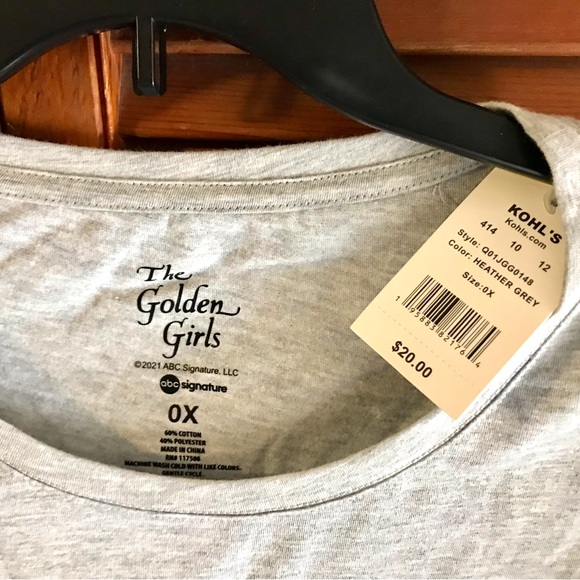 The
Golden
Girls
©2021 ABC Signature, LLC
abc signature
0X
60% COTTON
40% POLYESTER
MADE IN CHINA
RN# 117506
MACHINE WASH COLD WITH LIKE COLORS.
GENTLE CYCLE.
KOHL'S
Kohls.com
414 10 12
Style: Q01JGG0148
Color: HEATHER GREY
Size:0X
$20.00